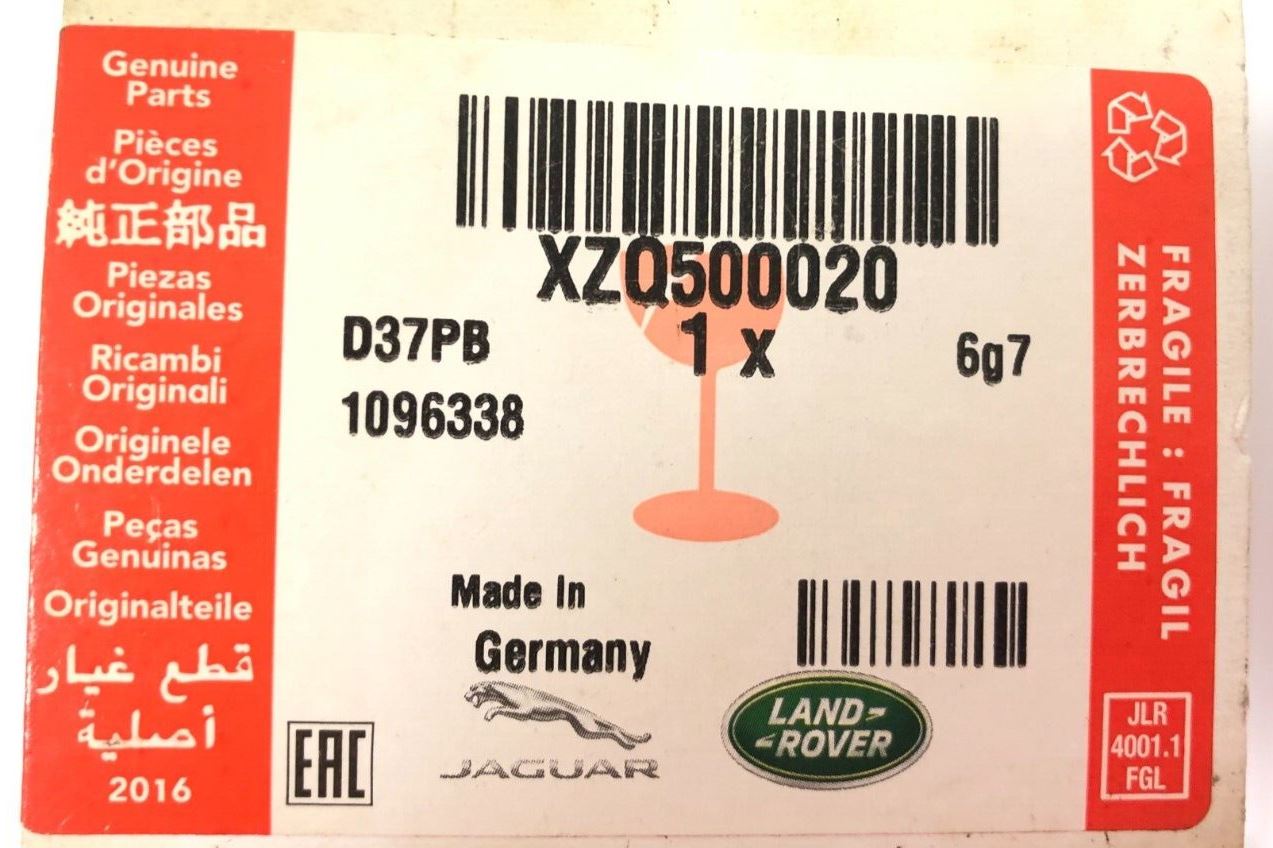 Genuine
Parts
Pièces
d'Origine
純正部品
Piezas
Originales
Ricambi
Originali
Originele
Onderdelen
Peças
Genuinas
Originalteile
قطع غيار
أصلية
2016
XZQ500020
D37PB
1 x
6g7
1096338
Made In
Germany
EAC
JAGUAR
LAND-
-ROVER
FRAGILE : FRAGIL
ZERBRECHLICH
JLR
4001.1
FGL